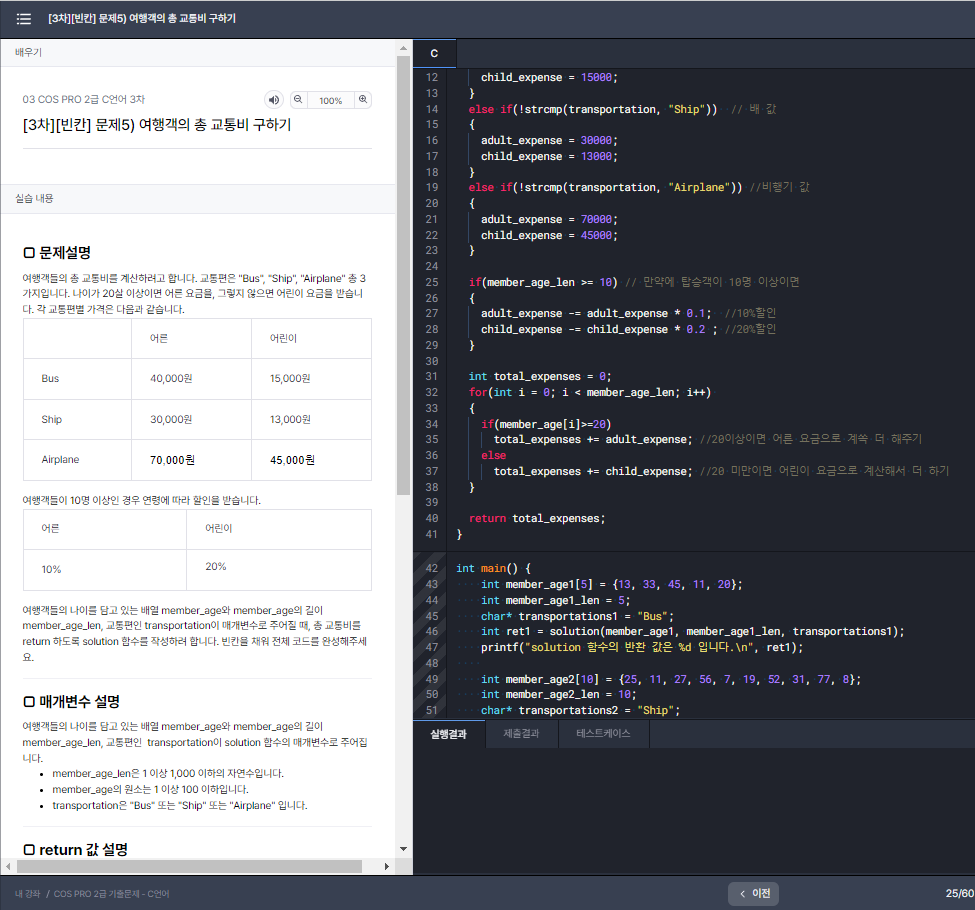 [3차][빈칸] 문제5) 여행객의 총 교통비 구하기
배우기
03 COS PRO 2급 C언어 3차
100%
[3차][빈칸] 문제5) 여행객의 총 교통비 구하기
실습 내용
문제설명
여행객들의 총 교통비를 계산하려고 합니다. 교통편은 "Bus", "Ship", "Airplane" 총 3
가지입니다. 나이가 20살 이상이면 어른 요금을, 그렇지 않으면 어린이 요금을 받습니
다. 각 교통편별 가격은 다음과 같습니다.
어른 어린이
Bus 40,000원 15,000원
Ship 30,000원 13,000원
Airplane 70,000원 45,000원
여행객들이 10명 이상인 경우 연령에 따라 할인을 받습니다.
어른 어린이
10% 20%
여행객들의 나이를 담고 있는 배열 member_age와 member_age의 길이
member_age_len, 교통편인 transportation이 매개변수로 주어질 때, 총 교통비를
return 하도록 solution 함수를 작성하려 합니다. 빈칸을 채워 전체 코드를 완성해주세
요.
매개변수 설명
여행객들의 나이를 담고 있는 배열 member_age와 member_age의 길이
member_age_len, 교통편인 transportation이 solution 함수의 매개변수로 주어집
니다.
• member_age_len은 1 이상 1,000 이하의 자연수입니다.
• member_age의 원소는 1 이상 100 이하입니다.
• transportation은 "Bus" 또는 "Ship" 또는 "Airplane" 입니다.
return 값 설명
C
12 child_expense = 15000;
13 }
14 else if(!strcmp(transportation, "Ship")) // 배 값
15 {
16 adult_expense = 30000;
17 child_expense = 13000;
18 }
19 else if(!strcmp(transportation, "Airplane")) //비행기 값
20 {
21 adult_expense = 70000;
22 child_expense = 45000;
23 }
24
25 if(member_age_len >= 10) // 만약에 탑승객이 10명 이상이면
26 {
27 adult_expense -= adult_expense * 0.1; //10%할인
28 child_expense -= child_expense * 0.2 ; //20%할인
29 }
30
31 int total_expenses = 0;
32 for(int i = 0; i < member_age_len; i++)
33 {
34 if(member_age[i]>=20)
35 total_expenses += adult_expense; //20이상이면 어른 요금으로 계쏙 더 해주기
36 else
37 total_expenses += child_expense; //20 미만이면 어린이 요금으로 계산해서 더 하기
38 }
39
40 return total_expenses;
41 }
42 int main() {
43 int member_age1[5] = {13, 33, 45, 11, 20};
44 int member_age1_len = 5;
45 char* transportations1 = "Bus";
46 int ret1 = solution(member_age1, member_age1_len, transportations1);
47 printf("solution 함수의 반환 값은 %d 입니다.\n", ret1);
48
49 int member_age2[10] = {25, 11, 27, 56, 7, 19, 52, 31, 77, 8};
50 int member_age2_len = 10;
51 char* transportations2 = "Ship";
실행결과 제출결과 테스트케이스
내 강좌 / COS PRO 2급 기출문제 - C언어
< 이전
25/60